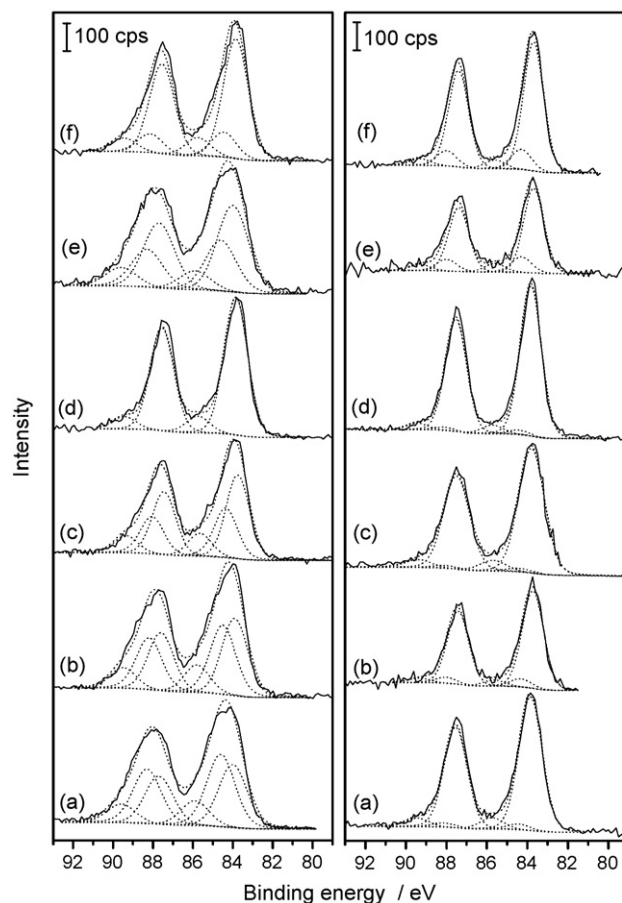 100 cps
(f)
(e)
(d)
(c)
(b)
(a)
92 90 88 86 84 82 80
100 cps
(f)
(e)
(d)
(c)
(b)
(a)
92 90 88 86 84 82 80
Intensity
Binding energy / eV